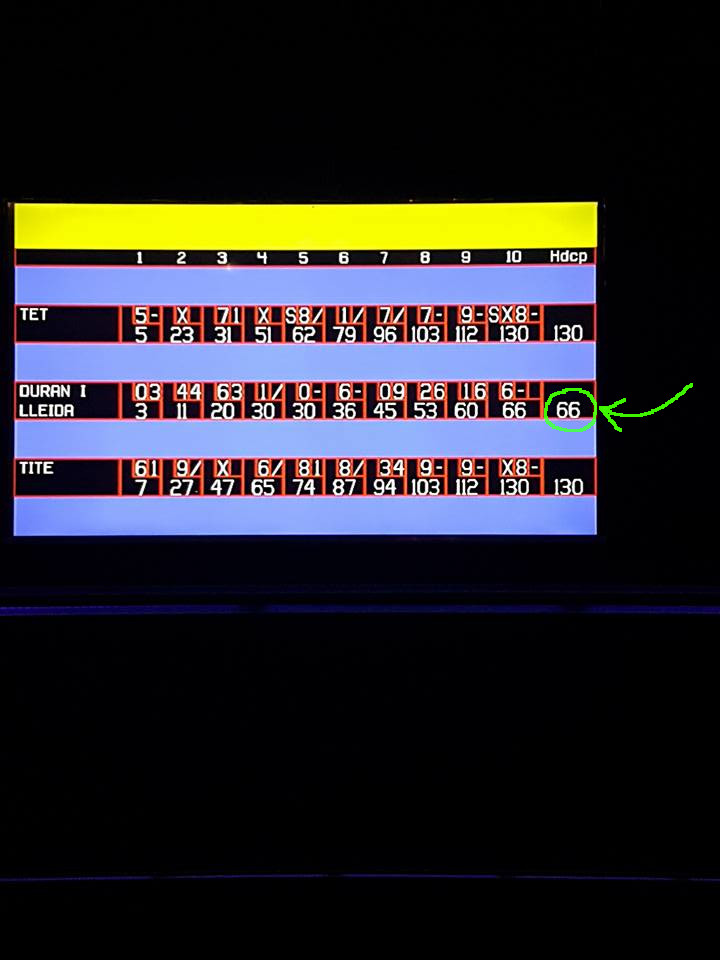 1 2 3 4 5 6 7 8 9 10 Hdcp
TET 5- X 71 X S8/ 1/ 7/ 7- 9- SX8-
5 23 31 51 62 79 96 103 112 130 130
DURAN I 03 44 63 1/ 0- 6- 09 26 16 6-
LLEIDA 3 11 20 30 30 36 45 53 60 66 66
TITE 61 9/ X 6/ 81 8/ 34 9- 9- X8-
7 27 47 65 74 87 94 103 112 130 130